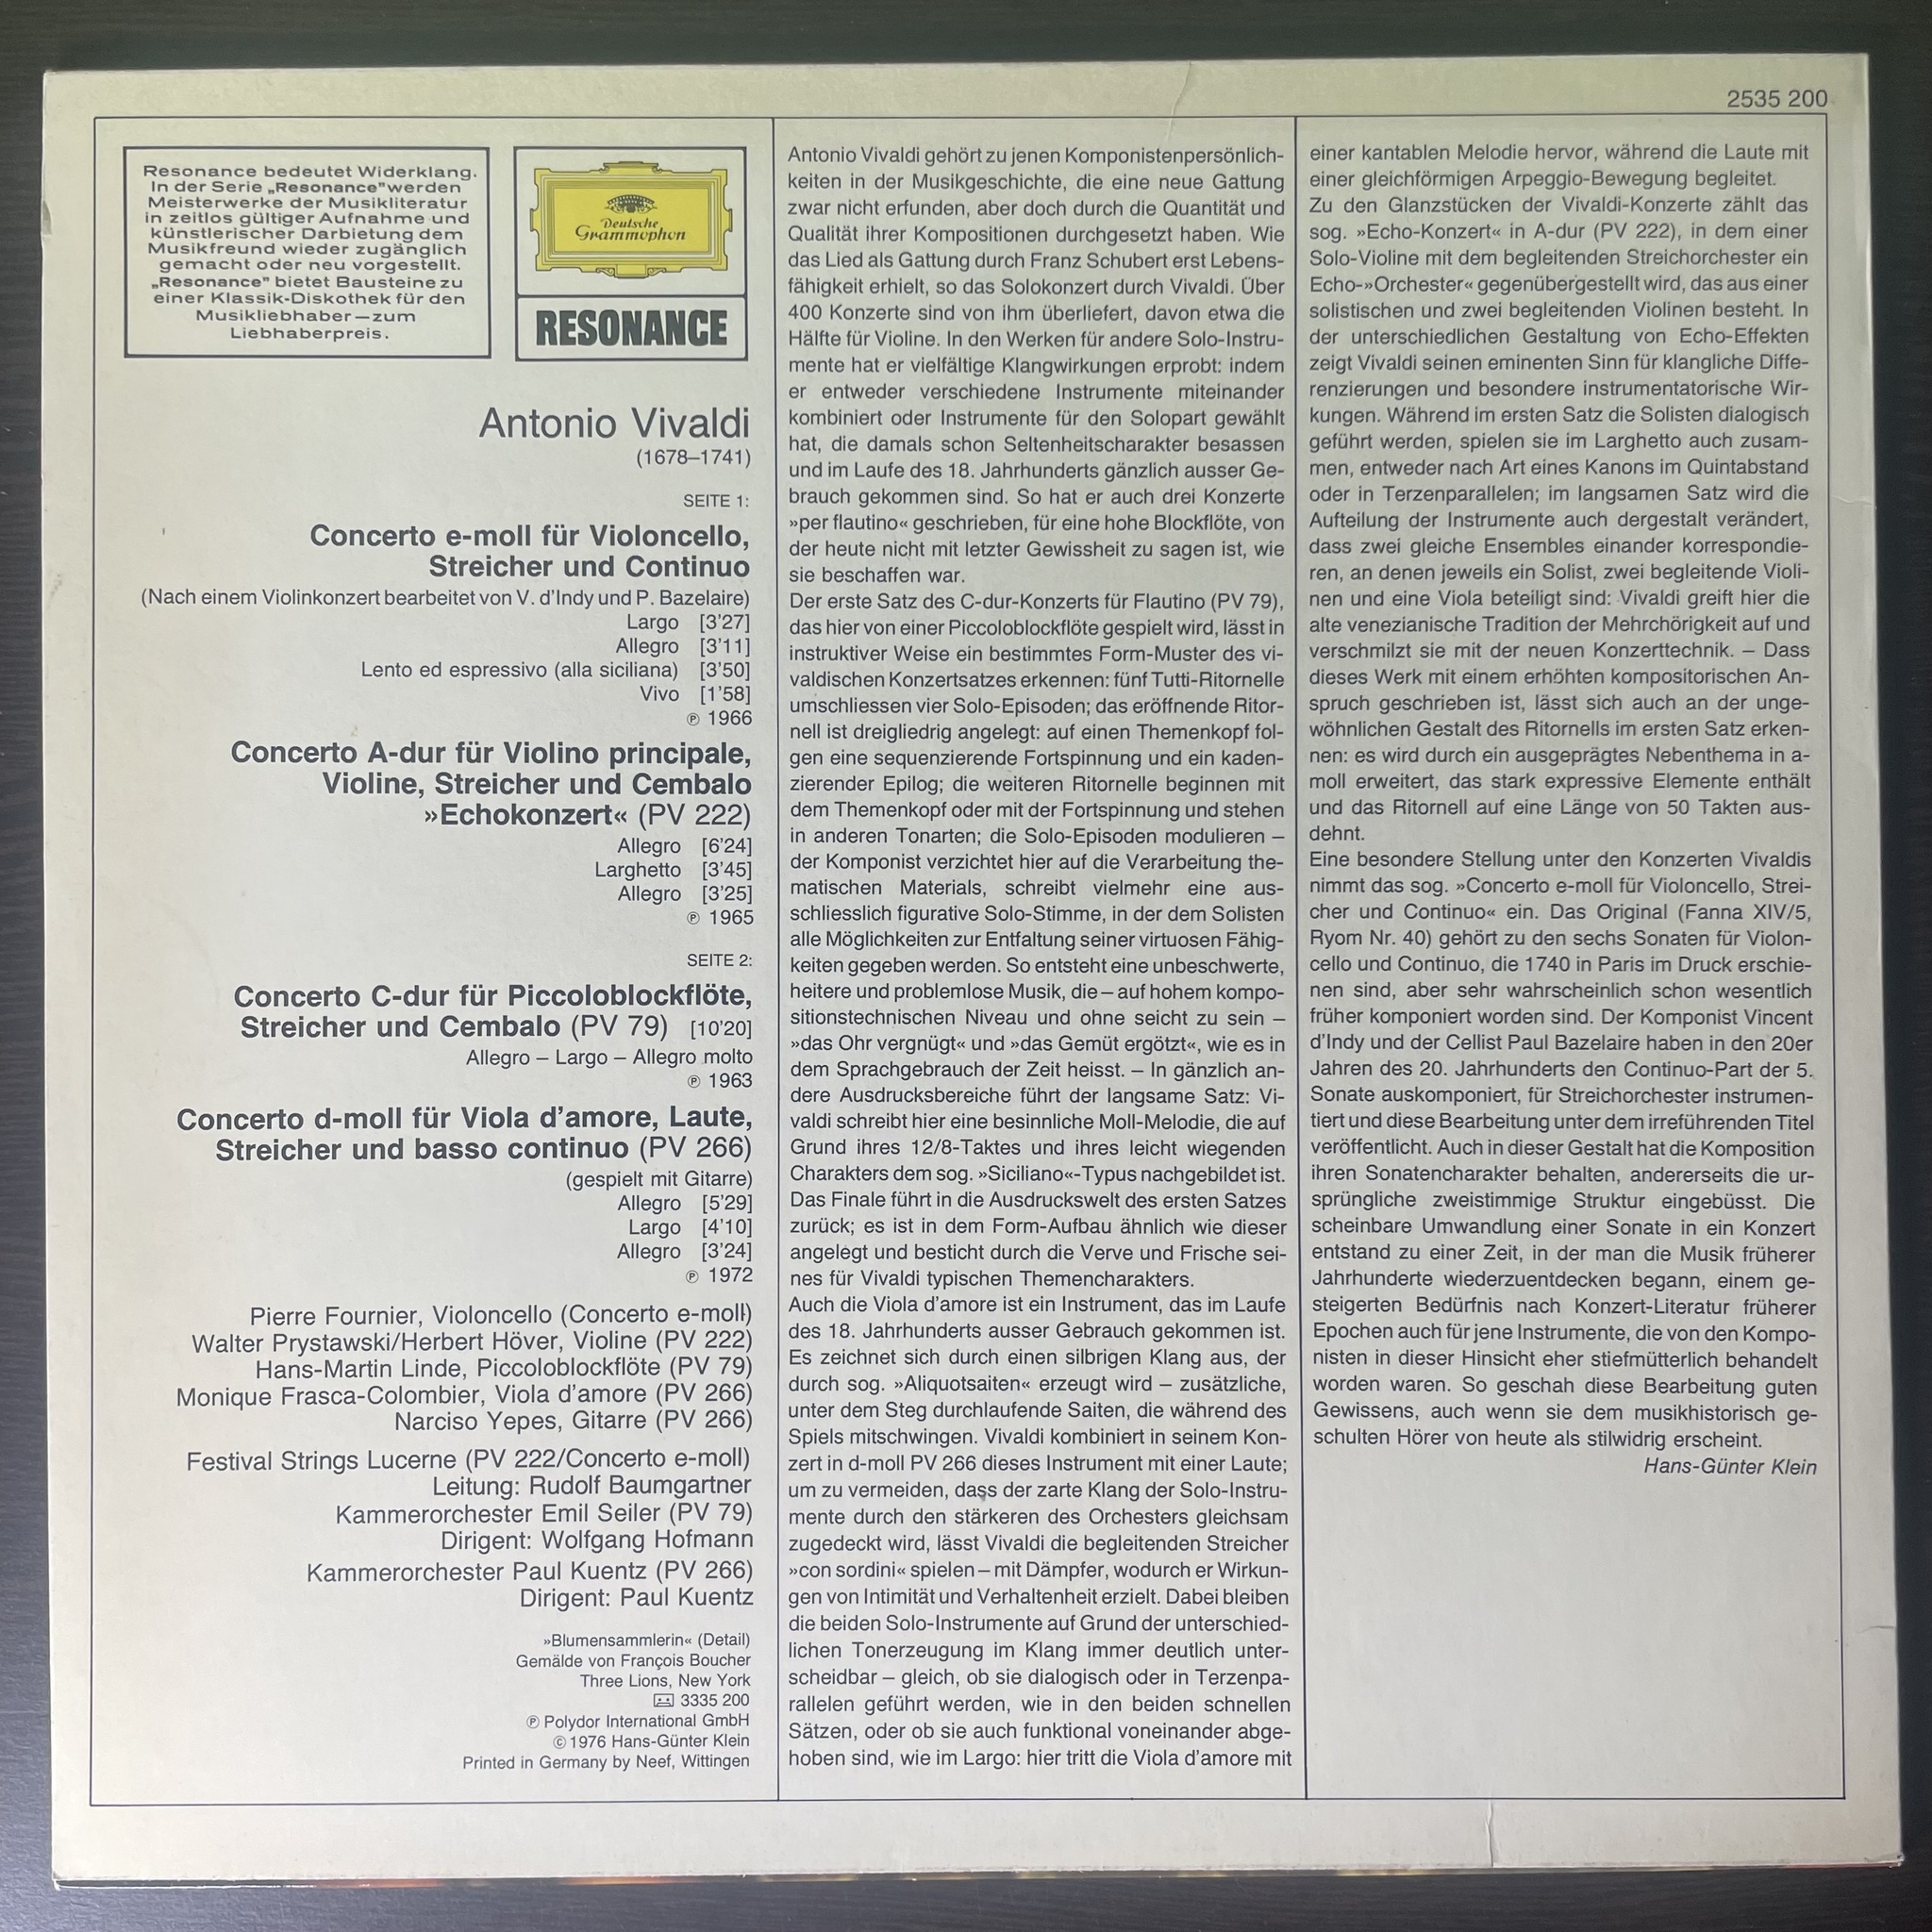 2535 200
Resonance bedeutet Widerklang.
In der Serie „Resonance"werden
Meisterwerke der Musikliteratur
in zeitlos gültiger Aufnahme und
künstlerischer Darbietung dem
Musikfreund wieder zugänglich
gemacht oder neu vorgestellt.
„Resonance" bietet Bausteine zu
einer Klassik-Diskothek für den
Musikliebhaber—zum
Liebhaberpreis.
Deutsche
Grammophon
RESONANCE
Antonio Vivaldi
(1678–1741)
SEITE 1:
Concerto e-moll für Violoncello,
Streicher und Continuo
(Nach einem Violinkonzert bearbeitet von V. d'Indy und P. Bazelaire)
Largo [3'27]
Allegro [3'11]
Lento ed espressivo (alla siciliana) [3'50]
Vivo [1'58]
℗ 1966
Concerto A-dur für Violino principale,
Violine, Streicher und Cembalo
»Echokonzert« (PV 222)
Allegro [6'24]
Larghetto [3'45]
Allegro [3'25]
℗ 1965
SEITE 2:
Concerto C-dur für Piccoloblockflöte,
Streicher und Cembalo (PV 79) [10'20]
Allegro – Largo – Allegro molto
℗ 1963
Concerto d-moll für Viola d'amore, Laute,
Streicher und basso continuo (PV 266)
(gespielt mit Gitarre)
Allegro [5'29]
Largo [4'10]
Allegro [3'24]
℗ 1972
Pierre Fournier, Violoncello (Concerto e-moll)
Walter Prystawski/Herbert Höver, Violine (PV 222)
Hans-Martin Linde, Piccoloblockflöte (PV 79)
Monique Frasca-Colombier, Viola d'amore (PV 266)
Narciso Yepes, Gitarre (PV 266)
Festival Strings Lucerne (PV 222/Concerto e-moll)
Leitung: Rudolf Baumgartner
Kammerorchester Emil Seiler (PV 79)
Dirigent: Wolfgang Hofmann
Kammerorchester Paul Kuentz (PV 266)
Dirigent: Paul Kuentz
»Blumensammlerin« (Detail)
Gemälde von François Boucher
Three Lions, New York
3335 200
℗ Polydor International GmbH
© 1976 Hans-Günter Klein
Printed in Germany by Neef, Wittingen
Antonio Vivaldi gehört zu jenen Komponistenpersönlich-
keiten in der Musikgeschichte, die eine neue Gattung
zwar nicht erfunden, aber doch durch die Quantität und
Qualität ihrer Kompositionen durchgesetzt haben. Wie
das Lied als Gattung durch Franz Schubert erst Lebens-
fähigkeit erhielt, so das Solokonzert durch Vivaldi. Über
400 Konzerte sind von ihm überliefert, davon etwa die
Hälfte für Violine. In den Werken für andere Solo-Instru-
mente hat er vielfältige Klangwirkungen erprobt: indem
er entweder verschiedene Instrumente miteinander
kombiniert oder Instrumente für den Solopart gewählt
hat, die damals schon Seltenheitscharakter besassen
und im Laufe des 18. Jahrhunderts gänzlich ausser Ge-
brauch gekommen sind. So hat er auch drei Konzerte
»per flautino« geschrieben, für eine hohe Blockflöte, von
der heute nicht mit letzter Gewissheit zu sagen ist, wie
sie beschaffen war.
Der erste Satz des C-dur-Konzerts für Flautino (PV 79),
das hier von einer Piccoloblockflöte gespielt wird, lässt in
instruktiver Weise ein bestimmtes Form-Muster des vi-
valdischen Konzertsatzes erkennen: fünf Tutti-Ritornelle
umschliessen vier Solo-Episoden; das eröffnende Ritor-
nell ist dreigliedrig angelegt: auf einen Themenkopf fol-
gen eine sequenzierende Fortspinnung und ein kaden-
zierender Epilog; die weiteren Ritornelle beginnen mit
dem Themenkopf oder mit der Fortspinnung und stehen
in anderen Tonarten; die Solo-Episoden modulieren –
der Komponist verzichtet hier auf die Verarbeitung the-
matischen Materials, schreibt vielmehr eine aus-
schliesslich figurative Solo-Stimme, in der dem Solisten
alle Möglichkeiten zur Entfaltung seiner virtuosen Fähig-
keiten gegeben werden. So entsteht eine unbeschwerte,
heitere und problemlose Musik, die – auf hohem kompo-
sitionstechnischen Niveau und ohne seicht zu sein –
»das Ohr vergnügt« und »das Gemüt ergötzt«, wie es in
dem Sprachgebrauch der Zeit heisst. – In gänzlich an-
dere Ausdrucksbereiche führt der langsame Satz: Vi-
valdi schreibt hier eine besinnliche Moll-Melodie, die auf
Grund ihres 12/8-Taktes und ihres leicht wiegenden
Charakters dem sog. »Siciliano«-Typus nachgebildet ist.
Das Finale führt in die Ausdruckswelt des ersten Satzes
zurück; es ist in dem Form-Aufbau ähnlich wie dieser
angelegt und besticht durch die Verve und Frische sei-
nes für Vivaldi typischen Themencharakters.
Auch die Viola d'amore ist ein Instrument, das im Laufe
des 18. Jahrhunderts ausser Gebrauch gekommen ist.
Es zeichnet sich durch einen silbrigen Klang aus, der
durch sog. »Aliquotsaiten« erzeugt wird – zusätzliche,
unter dem Steg durchlaufende Saiten, die während des
Spiels mitschwingen. Vivaldi kombiniert in seinem Kon-
zert in d-moll PV 266 dieses Instrument mit einer Laute;
um zu vermeiden, dass der zarte Klang der Solo-Instru-
mente durch den stärkeren des Orchesters gleichsam
zugedeckt wird, lässt Vivaldi die begleitenden Streicher
»con sordini« spielen – mit Dämpfer, wodurch er Wirkun-
gen von Intimität und Verhaltenheit erzielt. Dabei bleiben
die beiden Solo-Instrumente auf Grund der unterschied-
lichen Tonerzeugung im Klang immer deutlich unter-
scheidbar – gleich, ob sie dialogisch oder in Terzenpa-
rallelen geführt werden, wie in den beiden schnellen
Sätzen, oder ob sie auch funktional voneinander abge-
hoben sind, wie im Largo: hier tritt die Viola d'amore mit
einer kantablen Melodie hervor, während die Laute mit
einer gleichförmigen Arpeggio-Bewegung begleitet.
Zu den Glanzstücken der Vivaldi-Konzerte zählt das
sog. »Echo-Konzert« in A-dur (PV 222), in dem einer
Solo-Violine mit dem begleitenden Streichorchester ein
Echo-»Orchester« gegenübergestellt wird, das aus einer
solistischen und zwei begleitenden Violinen besteht. In
der unterschiedlichen Gestaltung von Echo-Effekten
zeigt Vivaldi seinen eminenten Sinn für klangliche Diffe-
renzierungen und besondere instrumentatorische Wir-
kungen. Während im ersten Satz die Solisten dialogisch
geführt werden, spielen sie im Larghetto auch zusam-
men, entweder nach Art eines Kanons im Quintabstand
oder in Terzenparallelen; im langsamen Satz wird die
Aufteilung der Instrumente auch dergestalt verändert,
dass zwei gleiche Ensembles einander korrespondie-
ren, an denen jeweils ein Solist, zwei begleitende Violi-
nen und eine Viola beteiligt sind: Vivaldi greift hier die
alte venezianische Tradition der Mehrchörigkeit auf und
verschmilzt sie mit der neuen Konzerttechnik. – Dass
dieses Werk mit einem erhöhten kompositorischen An-
spruch geschrieben ist, lässt sich auch an der unge-
wöhnlichen Gestalt des Ritornells im ersten Satz erken-
nen: es wird durch ein ausgeprägtes Nebenthema in a-
moll erweitert, das stark expressive Elemente enthält
und das Ritornell auf eine Länge von 50 Takten aus-
dehnt.
Eine besondere Stellung unter den Konzerten Vivaldis
nimmt das sog. »Concerto e-moll für Violoncello, Strei-
cher und Continuo« ein. Das Original (Fanna XIV/5,
Ryom Nr. 40) gehört zu den sechs Sonaten für Violon-
cello und Continuo, die 1740 in Paris im Druck erschie-
nen sind, aber sehr wahrscheinlich schon wesentlich
früher komponiert worden sind. Der Komponist Vincent
d'Indy und der Cellist Paul Bazelaire haben in den 20er
Jahren des 20. Jahrhunderts den Continuo-Part der 5.
Sonate auskomponiert, für Streichorchester instrumen-
tiert und diese Bearbeitung unter dem irreführenden Titel
veröffentlicht. Auch in dieser Gestalt hat die Komposition
ihren Sonatencharakter behalten, andererseits die ur-
sprüngliche zweistimmige Struktur eingebüsst. Die
scheinbare Umwandlung einer Sonate in ein Konzert
entstand zu einer Zeit, in der man die Musik früherer
Jahrhunderte wiederzuentdecken begann, einem ge-
steigerten Bedürfnis nach Konzert-Literatur früherer
Epochen auch für jene Instrumente, die von den Kompo-
nisten in dieser Hinsicht eher stiefmütterlich behandelt
worden waren. So geschah diese Bearbeitung guten
Gewissens, auch wenn sie dem musikhistorisch ge-
schulten Hörer von heute als stilwidrig erscheint.
Hans-Günter Klein